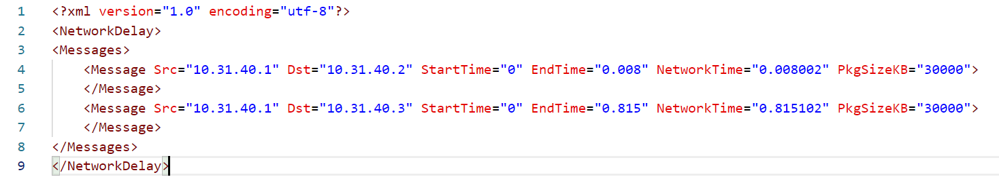 1 <?xml version="1.0" encoding="utf-8"?>
2 <NetworkDelay>
3 <Messages>
4 <Message Src="10.31.40.1" Dst="10.31.40.2" StartTime="0" EndTime="0.008" NetworkTime="0.008002" PkgSizeKB="30000">
5 </Message>
6 <Message Src="10.31.40.1" Dst="10.31.40.3" StartTime="0" EndTime="0.815" NetworkTime="0.815102" PkgSizeKB="30000">
7 </Message>
8 </Messages>
9 </NetworkDelay>